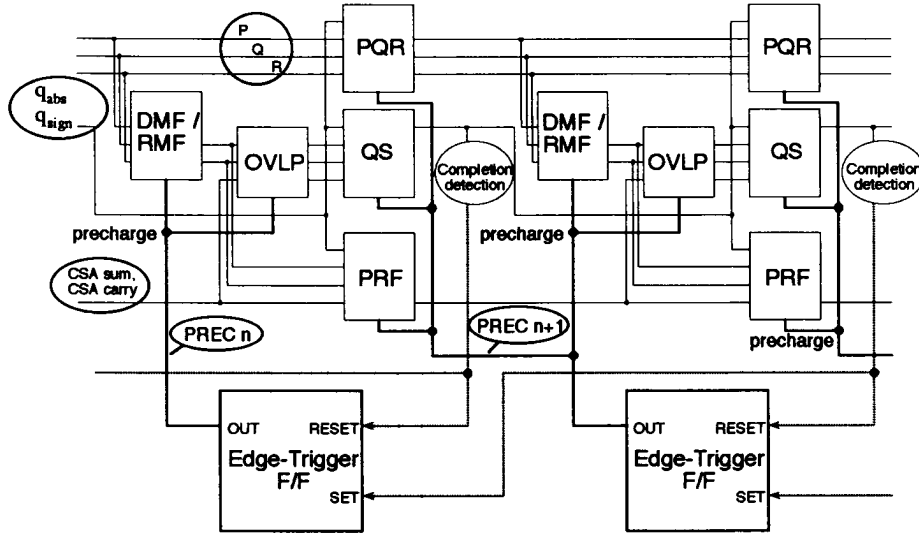 P
Q
R
PQR
PQR
q_abs
q_sign
DMF /
RMF
OVLP
QS
Completion
detection
DMF /
RMF
OVLP
QS
Completion
detection
precharge
precharge
CSA sum,
CSA carry
PRF
PRF
PREC n
PREC n+1
precharge
OUT
RESET
Edge-Trigger
F/F
SET
OUT
RESET
Edge-Trigger
F/F
SET